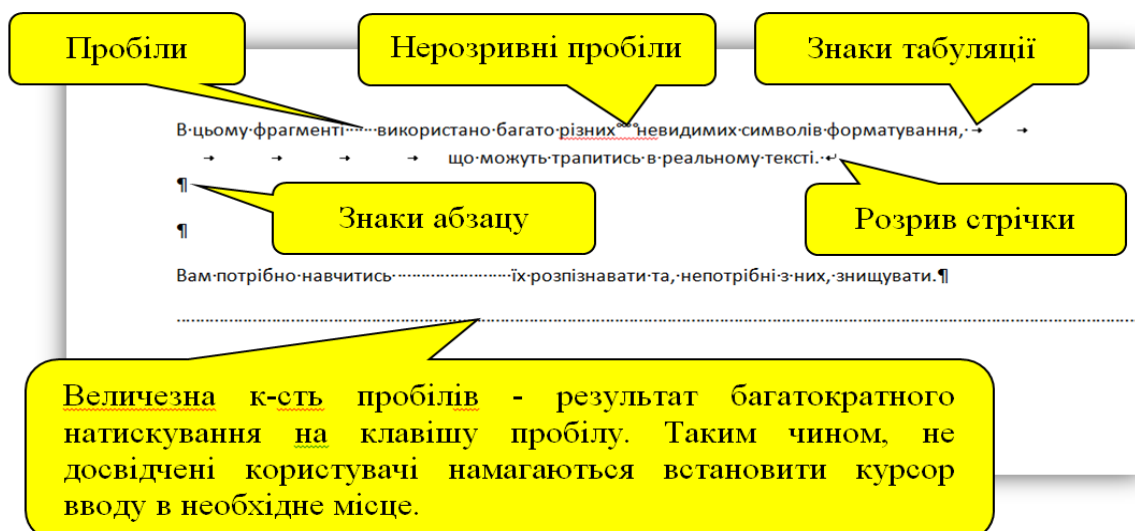 Пробіли
Нерозривні пробіли
Знаки табуляції
В·цьому·фрагменті·······використано·багато·різних°°°невидимих·символів·форматування,·→ →
→ → → → що·можуть·трапитись·в·реальному·тексті.·↵
¶
Знаки абзацу
Розрив стрічки
¶
Вам·потрібно·навчитись·······················їх·розпізнавати·та,·непотрібні·з·них,·знищувати.¶
Величезна к-сть пробілів - результат багатократного
натискування на клавішу пробілу. Таким чином, не
досвідчені користувачі намагаються встановити курсор
вводу в необхідне місце.